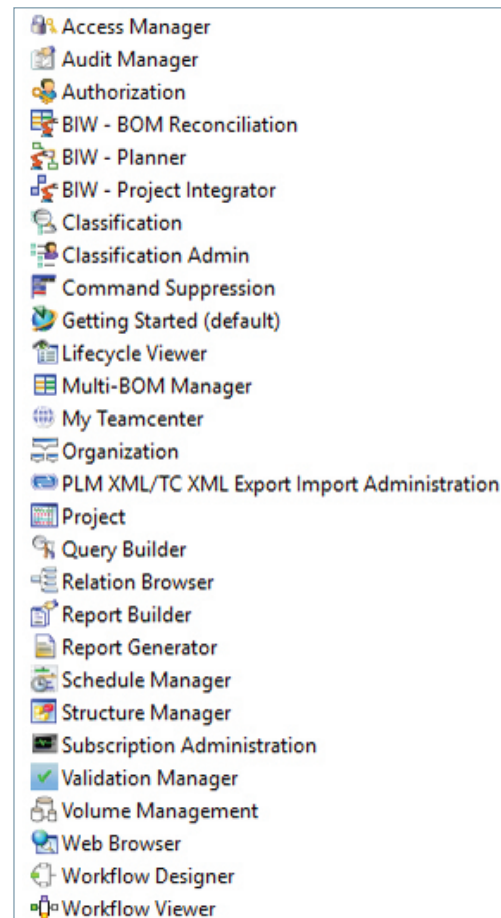 Access Manager
Audit Manager
Authorization
BIW - BOM Reconciliation
BIW - Planner
BIW - Project Integrator
Classification
Classification Admin
Command Suppression
Getting Started (default)
Lifecycle Viewer
Multi-BOM Manager
My Teamcenter
Organization
PLM XML/TC XML Export Import Administration
Project
Query Builder
Relation Browser
Report Builder
Report Generator
Schedule Manager
Structure Manager
Subscription Administration
Validation Manager
Volume Management
Web Browser
Workflow Designer
Workflow Viewer